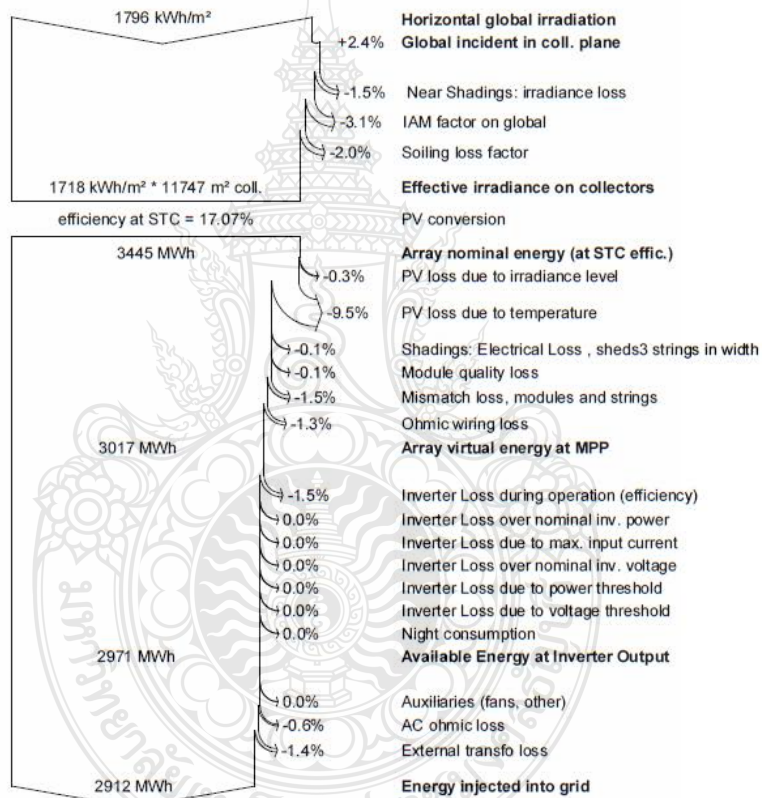 1796 kWh/m² Horizontal global irradiation
+2.4% Global incident in coll. plane
-1.5% Near Shadings: irradiance loss
-3.1% IAM factor on global
-2.0% Soiling loss factor
1718 kWh/m² * 11747 m² coll. Effective irradiance on collectors
efficiency at STC = 17.07% PV conversion
3445 MWh Array nominal energy (at STC effic.)
-0.3% PV loss due to irradiance level
-9.5% PV loss due to temperature
-0.1% Shadings: Electrical Loss , sheds3 strings in width
-0.1% Module quality loss
-1.5% Mismatch loss, modules and strings
-1.3% Ohmic wiring loss
3017 MWh Array virtual energy at MPP
-1.5% Inverter Loss during operation (efficiency)
0.0% Inverter Loss over nominal inv. power
0.0% Inverter Loss due to max. input current
0.0% Inverter Loss over nominal inv. voltage
0.0% Inverter Loss due to power threshold
0.0% Inverter Loss due to voltage threshold
0.0% Night consumption
2971 MWh Available Energy at Inverter Output
0.0% Auxiliaries (fans, other)
-0.6% AC ohmic loss
-1.4% External transfo loss
2912 MWh Energy injected into grid